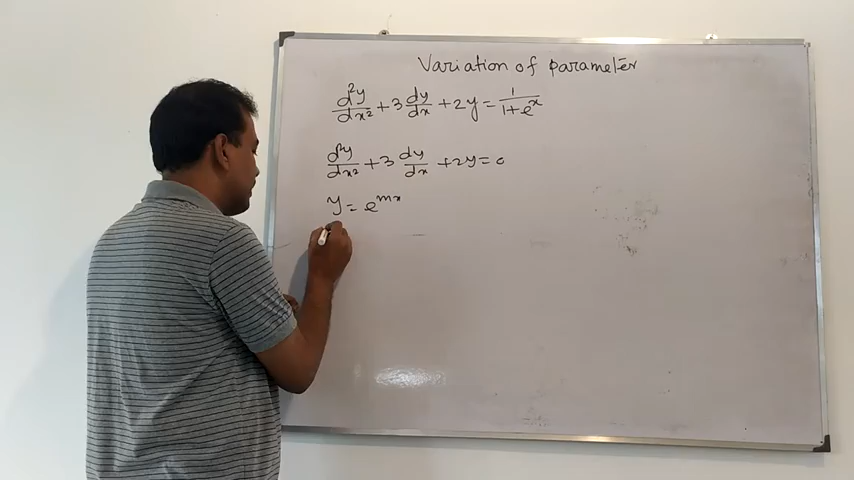 Variation of parameter
d²y/dx² + 3 dy/dx + 2y = 1/(1+eˣ)
d²y/dx² + 3 dy/dx + 2y = 0
y = e^mx